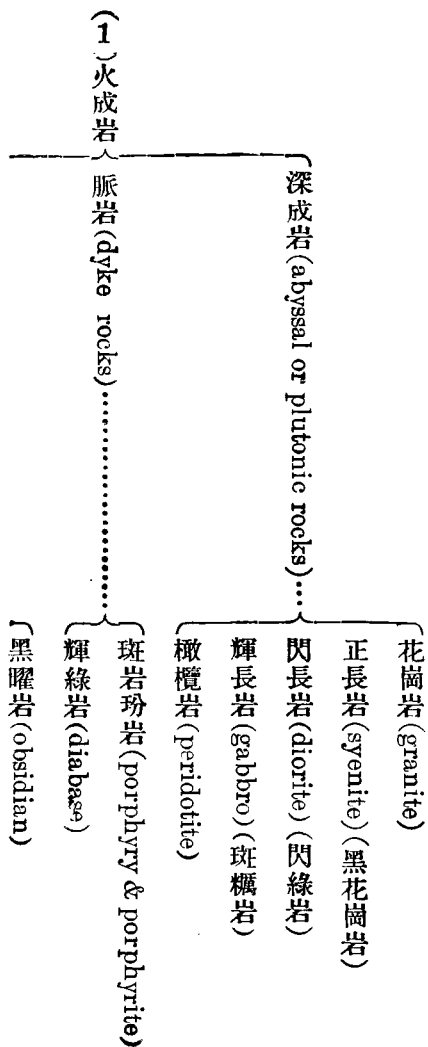 花崗岩(granite)
正長岩(syenite)(黑花崗岩)
深成岩(abyssal or plutonic rocks)…
閃長岩(diorite)(閃綠岩)
輝長岩(gabbro)(斑糲岩)
橄欖岩(peridotite)
(1)火成岩
脈岩(dyke rocks)………………
斑岩玢岩(porphyry & porphyrite)
輝綠岩(diabase)
黑曜岩(obsidian)